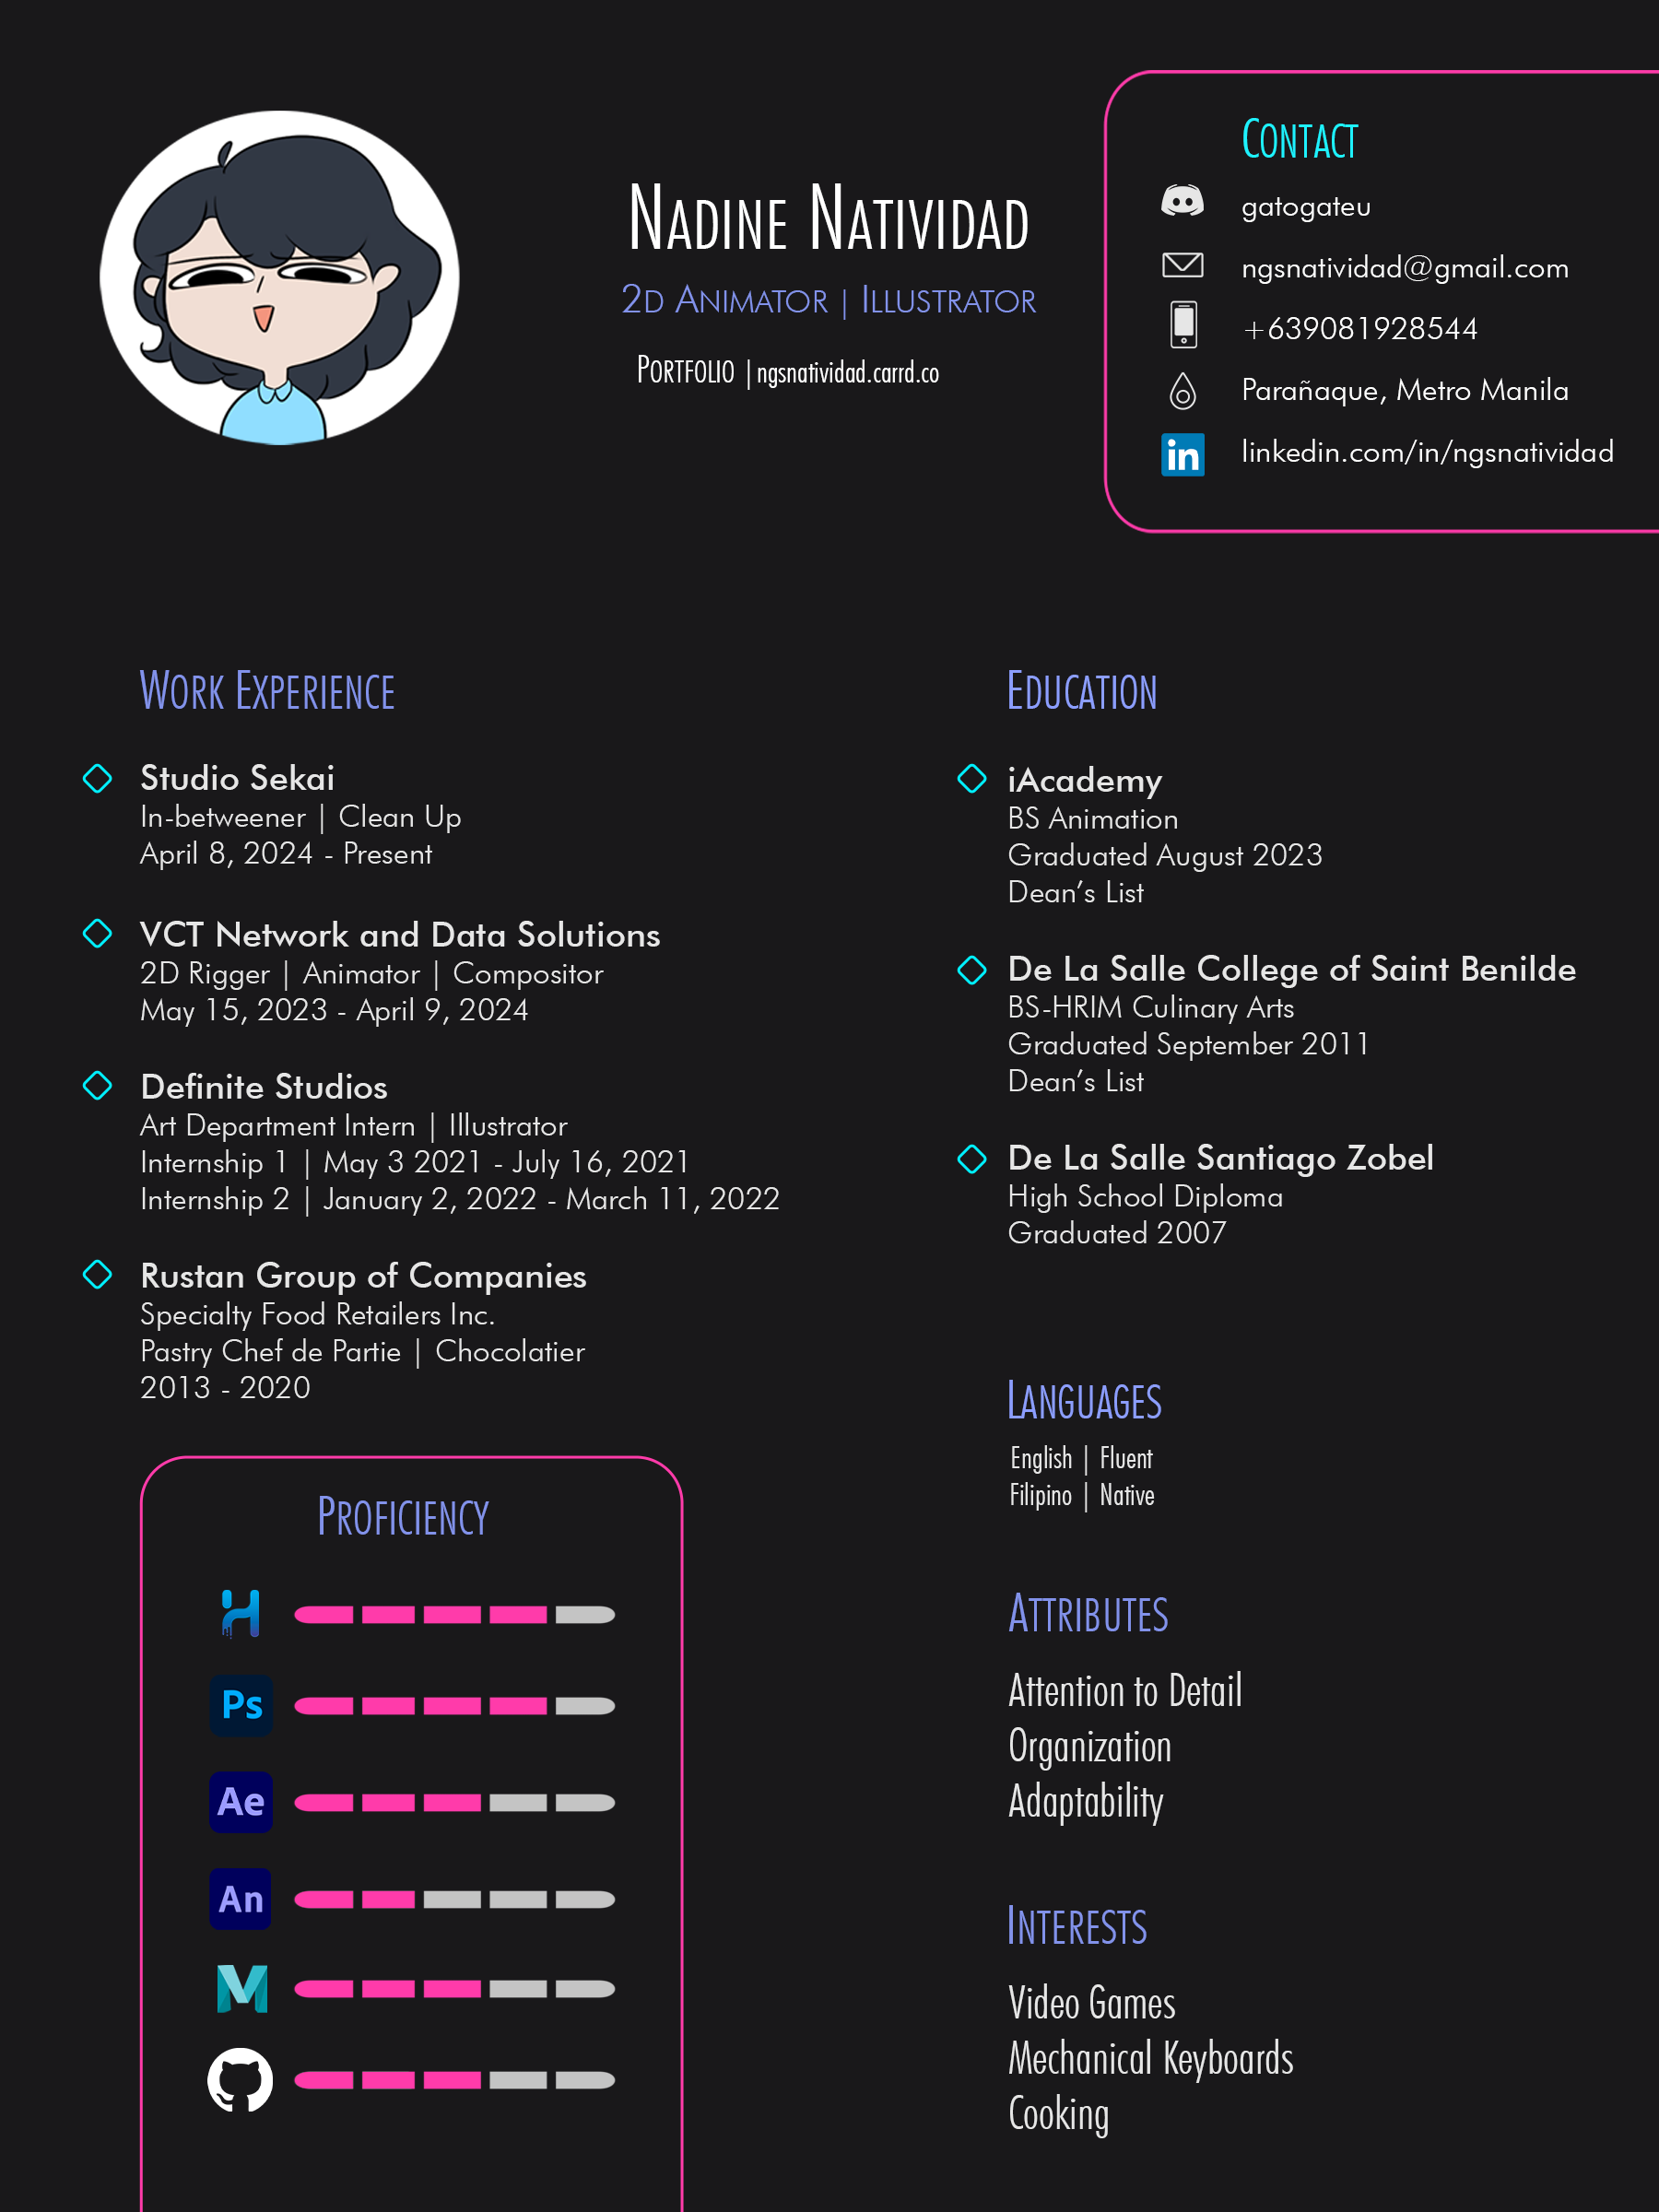 Nadine Natividad
2D Animator | Illustrator
Portfolio | ngsnatividad.carrd.co
Contact
gatogateu
ngsnatividad@gmail.com
+639081928544
Parañaque, Metro Manila
in
linkedin.com/in/ngsnatividad
Work Experience
Studio Sekai
In-betweener | Clean Up
April 8, 2024 - Present
VCT Network and Data Solutions
2D Rigger | Animator | Compositor
May 15, 2023 - April 9, 2024
Definite Studios
Art Department Intern | Illustrator
Internship 1 | May 3 2021 - July 16, 2021
Internship 2 | January 2, 2022 - March 11, 2022
Rustan Group of Companies
Specialty Food Retailers Inc.
Pastry Chef de Partie | Chocolatier
2013 - 2020
Proficiency
Ps
Ae
An
M
Education
iAcademy
BS Animation
Graduated August 2023
Dean’s List
De La Salle College of Saint Benilde
BS-HRIM Culinary Arts
Graduated September 2011
Dean’s List
De La Salle Santiago Zobel
High School Diploma
Graduated 2007
Languages
English | Fluent
Filipino | Native
Attributes
Attention to Detail
Organization
Adaptability
Interests
Video Games
Mechanical Keyboards
Cooking